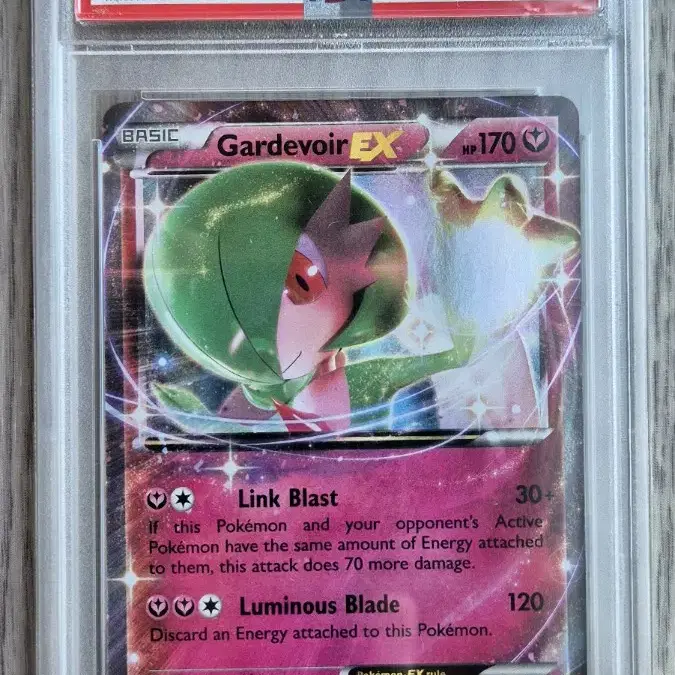 BASIC
Gardevoir EX
HP 170
Link Blast 30+
If this Pokémon and your opponent's Active
Pokémon have the same amount of Energy attached
to them, this attack does 70 more damage.
Luminous Blade 120
Discard an Energy attached to this Pokémon.
Pokémon-EX rule